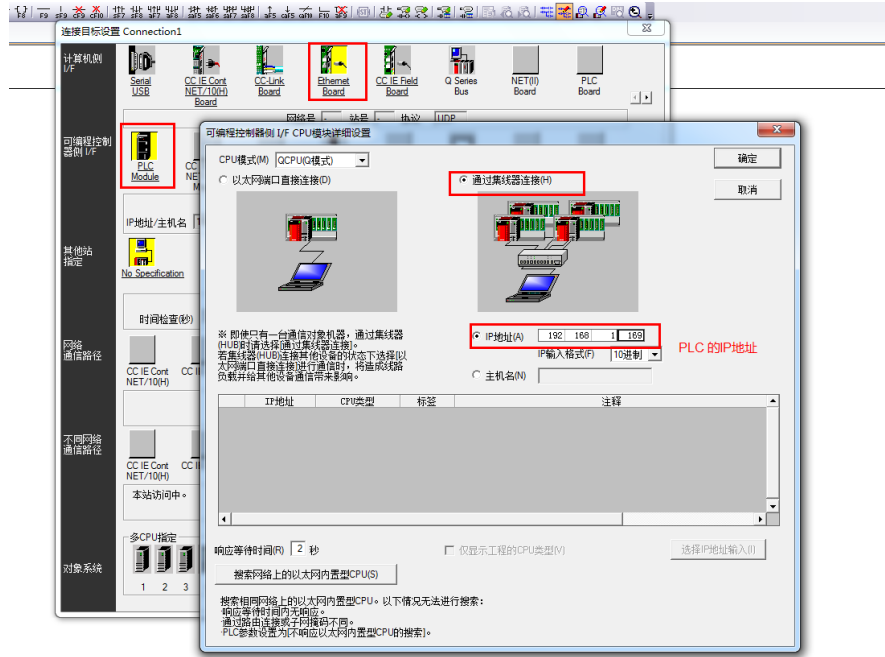 F8 F9 sF9 cF9 cF10 sF7 sF8 aF7 aF8 saF5 saF6 saF7 saF8 aF5 caF5 caF10 F10 aF9
连接目标设置 Connection1
计算机侧
I/F
Serial
USB
CC IE Cont
NET/10(H)
Board
CC-Link
Board
Ethernet
Board
CC IE Field
Board
Q Series
Bus
NET(II)
Board
PLC
Board
网络号 - 站号 - 协议 UDP
可编程控制
器侧 I/F
PLC
Module
可编程控制器侧 I/F CPU模块详细设置
CPU模式(M) QCPU(Q模式)
确定
取消
以太网端口直接连接(D)
通过集线器连接(H)
IP地址/主机名
其他站
指定
No Specification
时间检查(秒)
※ 即使只有一台通信对象机器，通过集线器
(HUB)时请选择[通过集线器连接]。
若集线器(HUB)连接其他设备的状态下选择[以
太网端口直接连接]进行通信时，将造成线路
负载并给其他设备通信带来影响。
IP地址(A) 192 168 1 169
IP输入格式(F) 10进制
主机名(N)
PLC 的IP地址
网络
通信路径
CC IE Cont
NET/10(H)
IP地址 CPU类型 标签 注释
不同网络
通信路径
CC IE Cont
NET/10(H)
本站访问中。
多CPU指定
对象系统
1 2 3
响应等待时间(R) 2 秒
仅显示工程的CPU类型(V)
选择IP地址输入(I)
搜索网络上的以太网内置型CPU(S)
搜索相同网络上的以太网内置型CPU。以下情况无法进行搜索：
·响应等待时间内无响应。
·通过路由连接或子网掩码不同。
·PLC参数设置为[不响应以太网内置型CPU的搜索]。